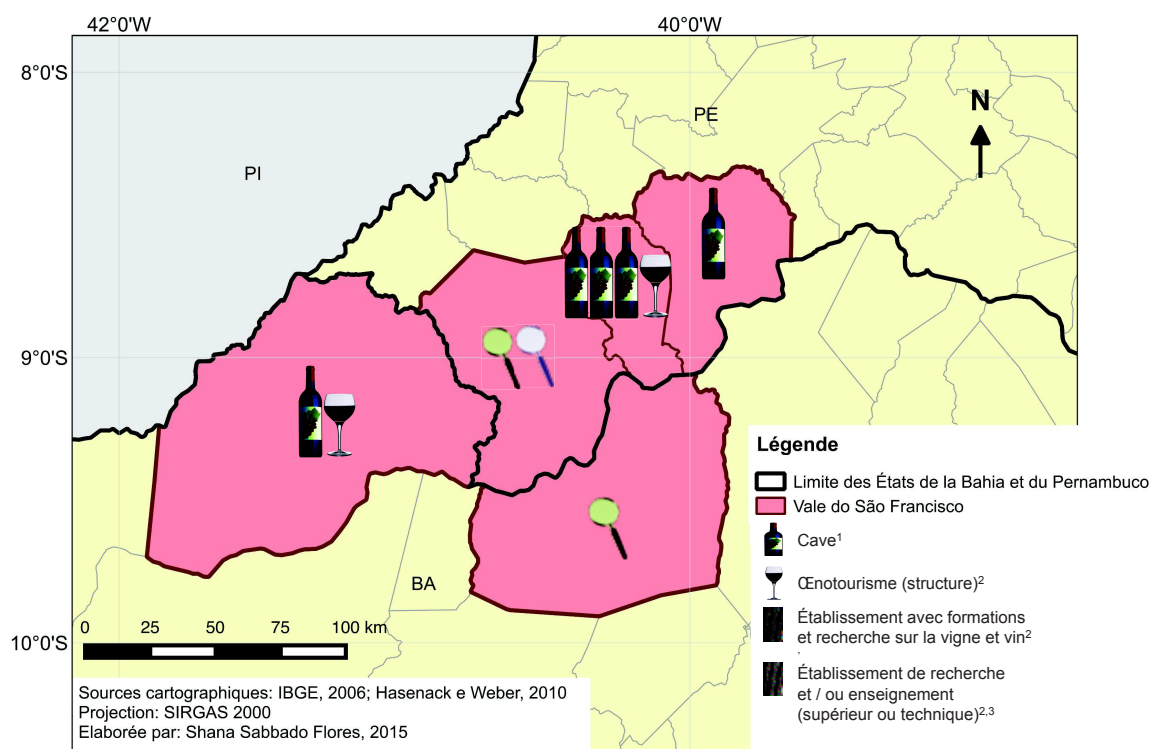 42°0'W
40°0'W
8°0'S
PE
N
PI
9°0'S
Légende
Limite des États de la Bahia et du Pernambuco
Vale do São Francisco
Cave¹
Œnotourisme (structure)²
BA
Établissement avec formations
et recherche sur la vigne et vin²
10°0'S
0 25 50 75 100 km
Établissement de recherche
et / ou enseignement
(supérieur ou technique)²,³
Sources cartographiques: IBGE, 2006; Hasenack e Weber, 2010
Projection: SIRGAS 2000
Elaborée par: Shana Sabbado Flores, 2015